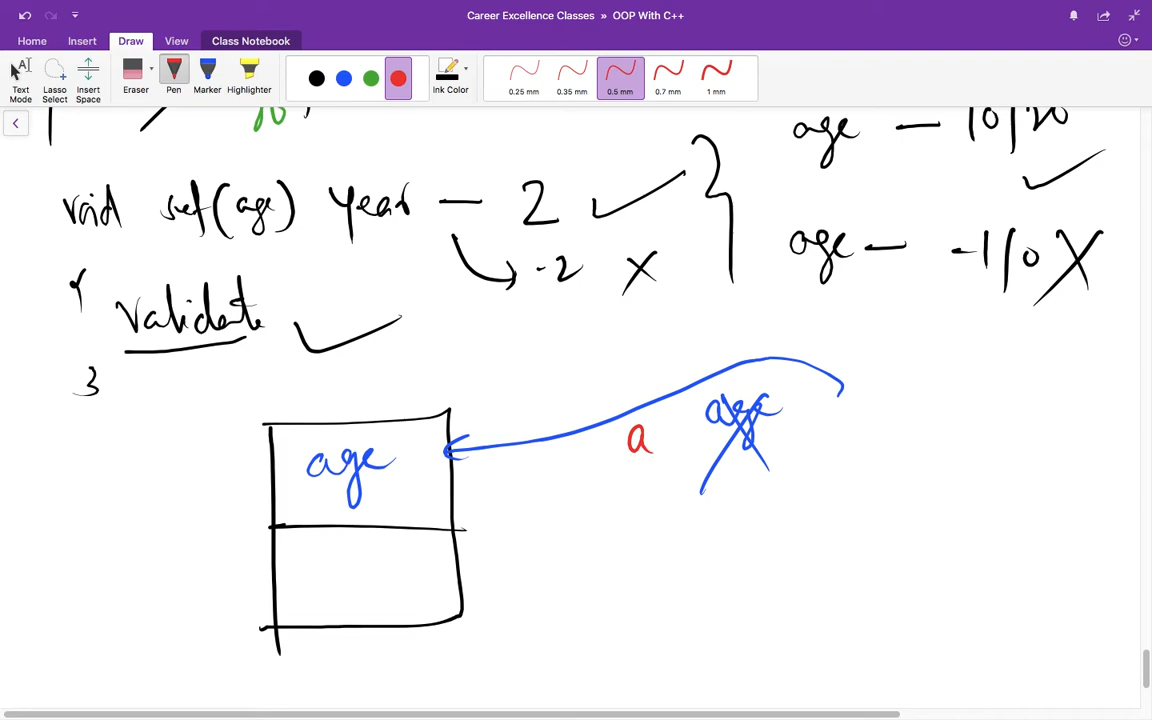 Career Excellence Classes » OOP With C++
Home Insert Draw View Class Notebook
Text Mode
Lasso Select
Insert Space
Eraser
Pen
Marker
Highlighter
Ink Color
0.25 mm
0.35 mm
0.5 mm
0.7 mm
1 mm
age — 10/20
void set(age) year — 2
-2 X
age — -110 X
{ validate
}
age
a
age